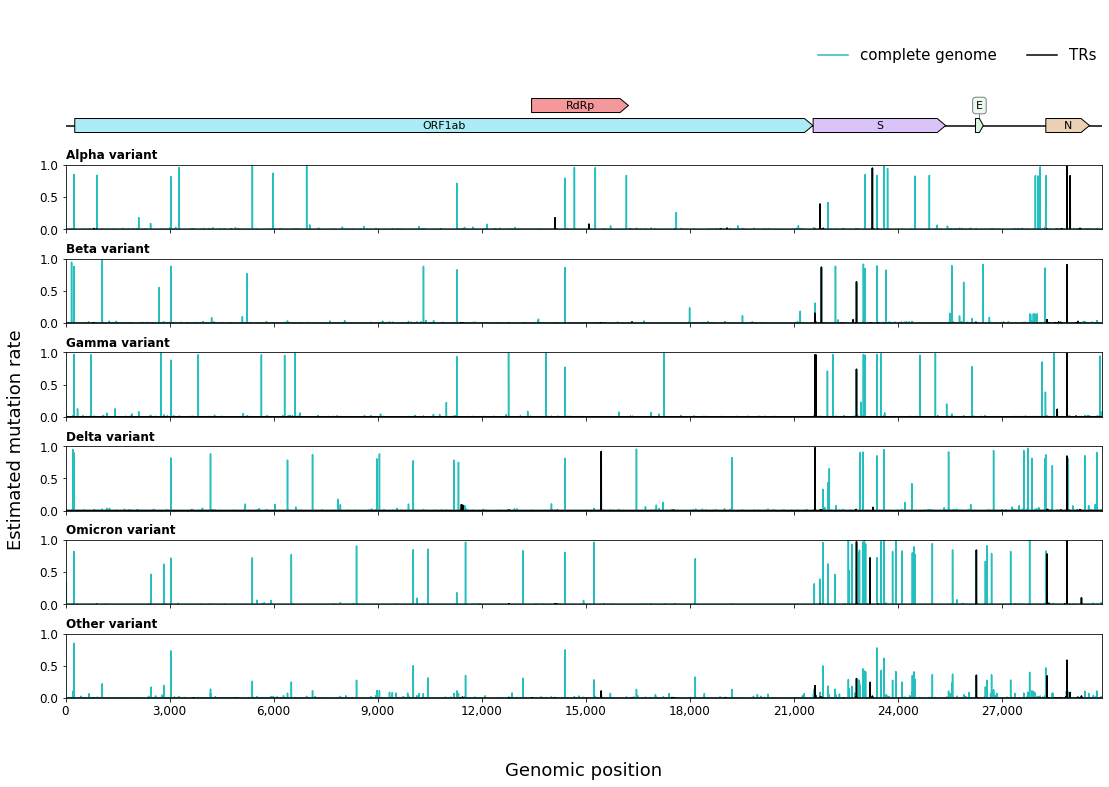 complete genome TRs
RdRp E
ORF1ab S N
Alpha variant
1.0
0.5
0.0
Beta variant
1.0
0.5
0.0
Gamma variant
1.0
0.5
0.0
Delta variant
1.0
0.5
0.0
Omicron variant
1.0
0.5
0.0
Other variant
1.0
0.5
0.0
0 3,000 6,000 9,000 12,000 15,000 18,000 21,000 24,000 27,000
Genomic position
Estimated mutation rate